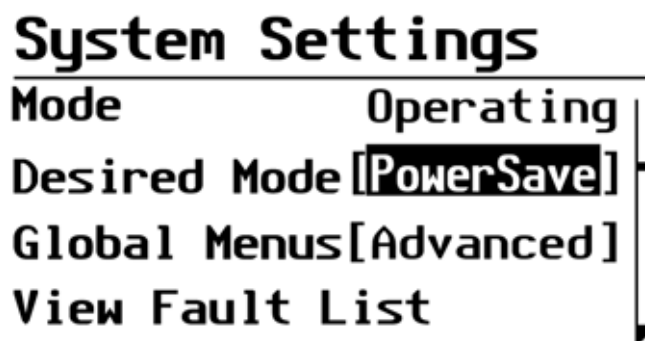 System Settings
Mode Operating
Desired Mode [PowerSave]
Global Menus[Advanced]
View Fault List